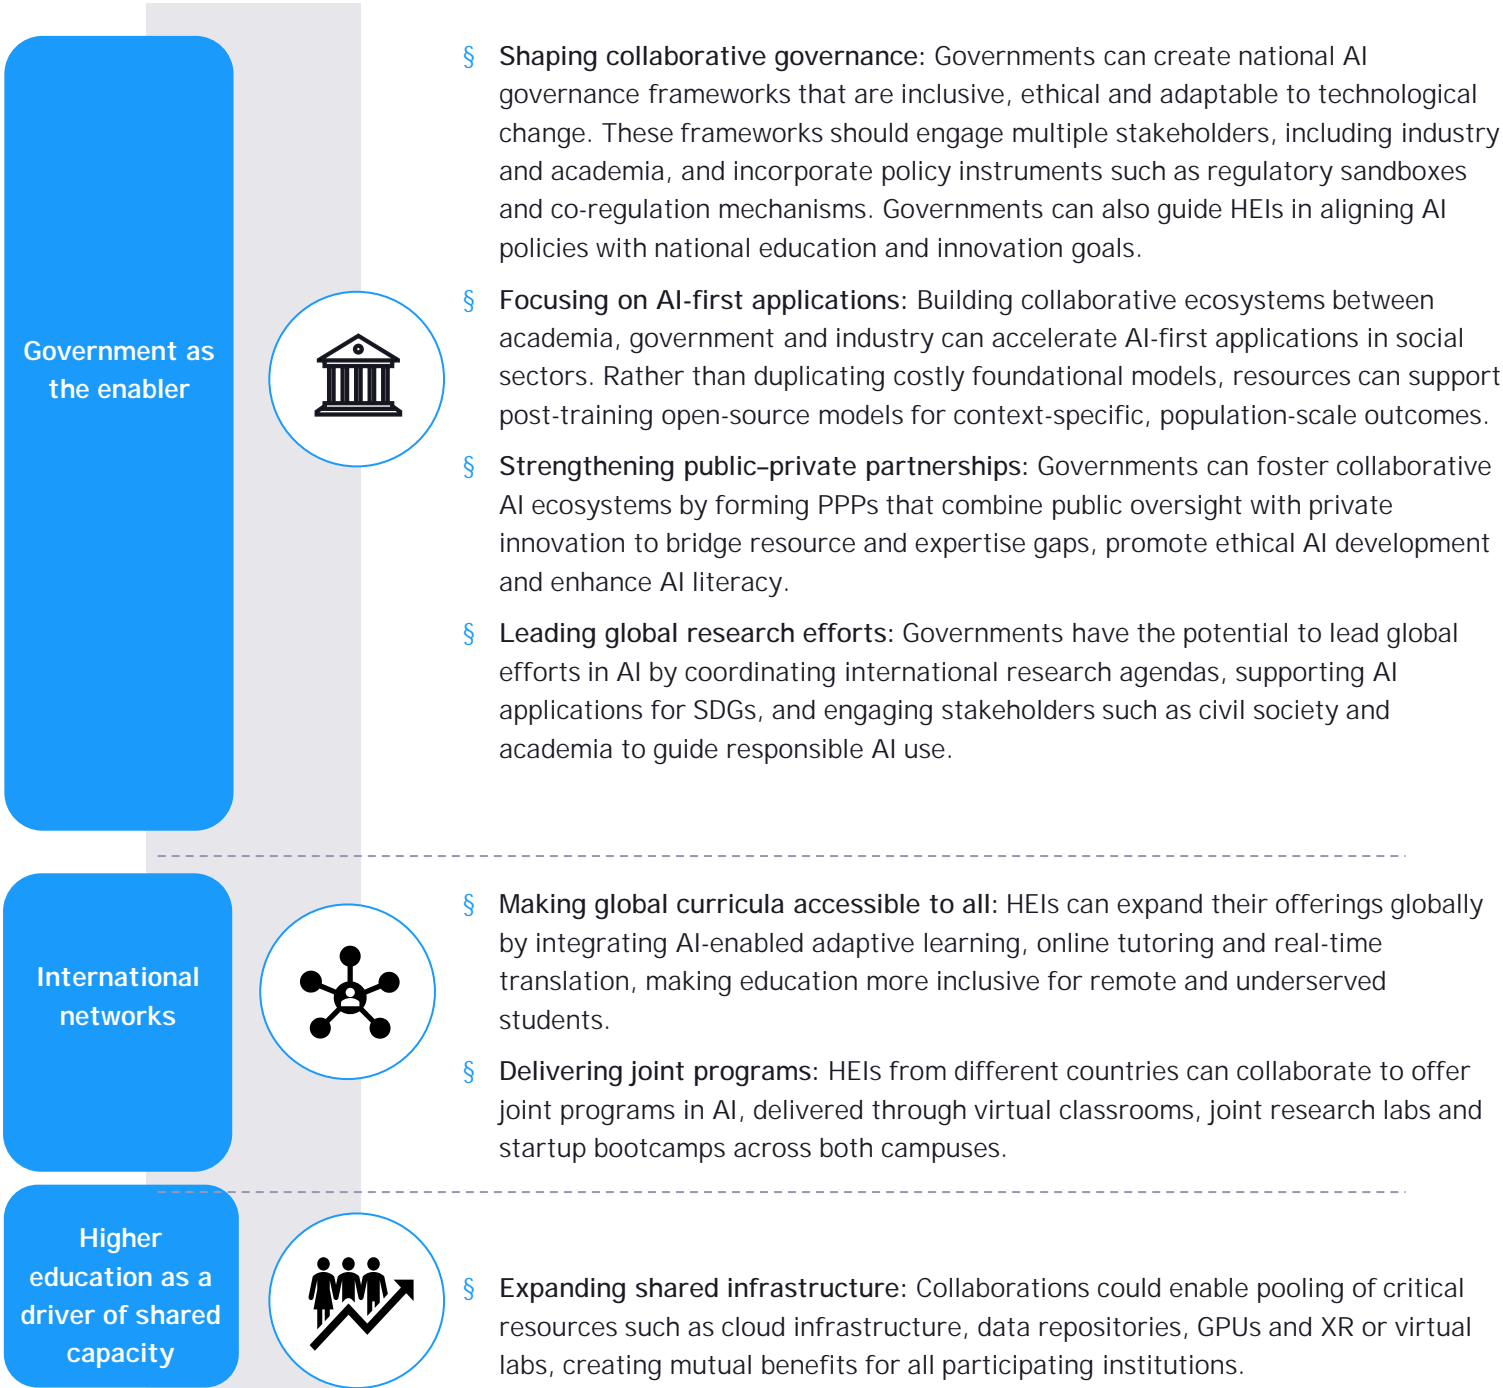 Government as
the enabler
§ Shaping collaborative governance: Governments can create national AI
governance frameworks that are inclusive, ethical and adaptable to technological
change. These frameworks should engage multiple stakeholders, including industry
and academia, and incorporate policy instruments such as regulatory sandboxes
and co-regulation mechanisms. Governments can also guide HEIs in aligning AI
policies with national education and innovation goals.
§ Focusing on AI-first applications: Building collaborative ecosystems between
academia, government and industry can accelerate AI-first applications in social
sectors. Rather than duplicating costly foundational models, resources can support
post-training open-source models for context-specific, population-scale outcomes.
§ Strengthening public–private partnerships: Governments can foster collaborative
AI ecosystems by forming PPPs that combine public oversight with private
innovation to bridge resource and expertise gaps, promote ethical AI development
and enhance AI literacy.
§ Leading global research efforts: Governments have the potential to lead global
efforts in AI by coordinating international research agendas, supporting AI
applications for SDGs, and engaging stakeholders such as civil society and
academia to guide responsible AI use.
International
networks
§ Making global curricula accessible to all: HEIs can expand their offerings globally
by integrating AI-enabled adaptive learning, online tutoring and real-time
translation, making education more inclusive for remote and underserved
students.
§ Delivering joint programs: HEIs from different countries can collaborate to offer
joint programs in AI, delivered through virtual classrooms, joint research labs and
startup bootcamps across both campuses.
Higher
education as a
driver of shared
capacity
§ Expanding shared infrastructure: Collaborations could enable pooling of critical
resources such as cloud infrastructure, data repositories, GPUs and XR or virtual
labs, creating mutual benefits for all participating institutions.